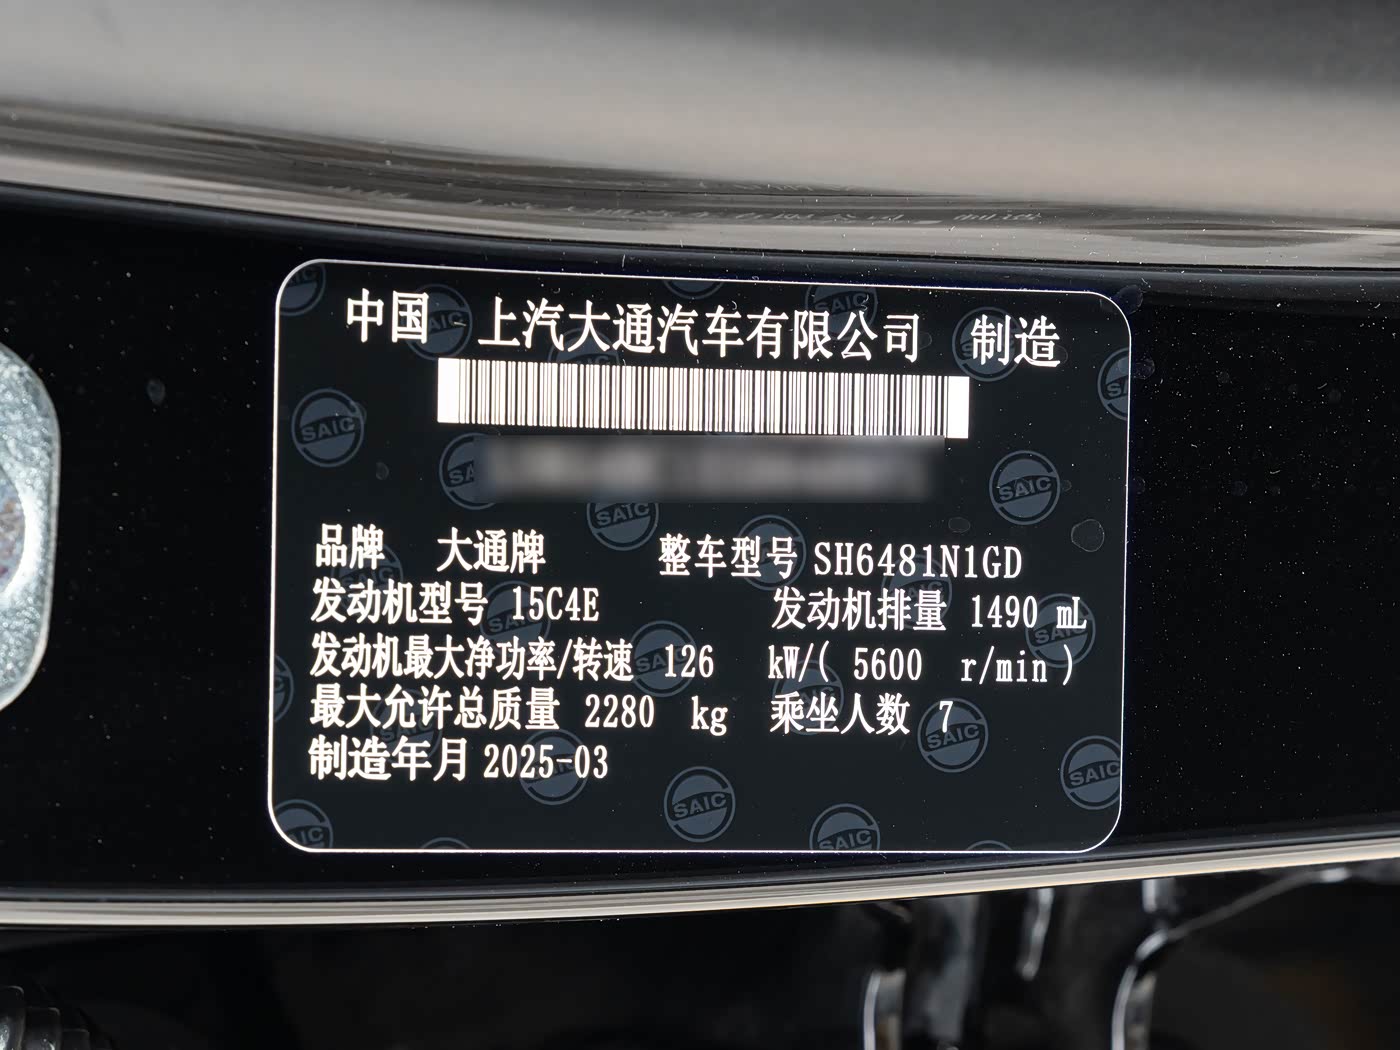 中国 上汽大通汽车有限公司 制造
品牌 大通牌 整车型号 SH6481N1GD
发动机型号 15C4E 发动机排量 1490 mL
发动机最大净功率/转速 126 kW/( 5600 r/min )
最大允许总质量 2280 kg 乘坐人数 7
制造年月 2025-03
SAIC